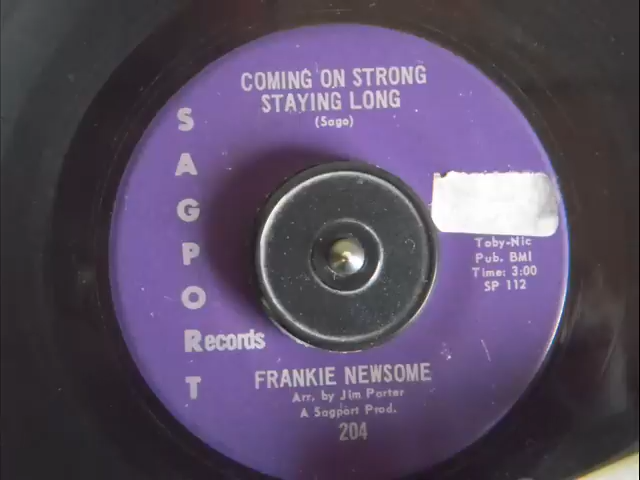 COMING ON STRONG
STAYING LONG
(Sago)
SAGPORT
Records
Toby-Nic
Pub. BMI
Time: 3:00
SP 112
FRANKIE NEWSOME
Arr. by Jim Porter
A Sagport Prod.
204